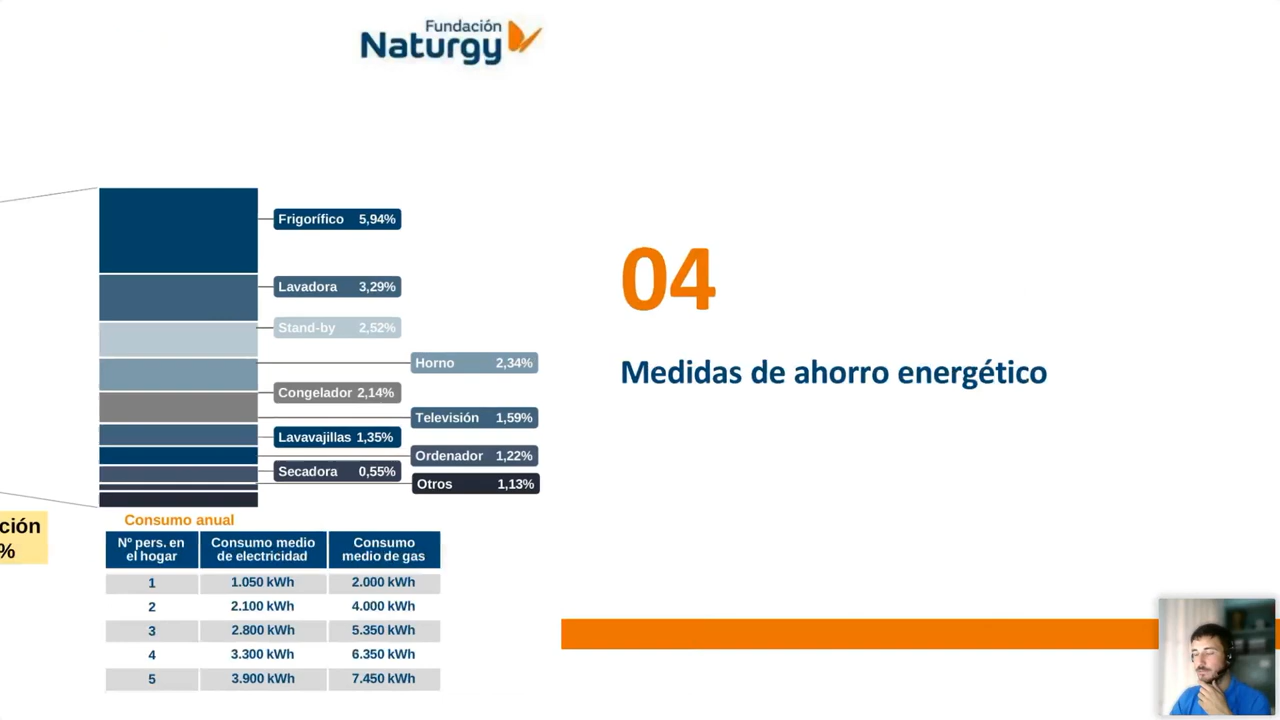 Fundación
Naturgy
Frigorífico 5,94%
Lavadora 3,29%
Stand-by 2,52%
Horno 2,34%
Congelador 2,14%
Televisión 1,59%
Lavavajillas 1,35%
Ordenador 1,22%
Secadora 0,55%
Otros 1,13%
ción
%
Consumo anual
Nº pers. en el hogar Consumo medio de electricidad Consumo medio de gas
1 1.050 kWh 2.000 kWh
2 2.100 kWh 4.000 kWh
3 2.800 kWh 5.350 kWh
4 3.300 kWh 6.350 kWh
5 3.900 kWh 7.450 kWh
04
Medidas de ahorro energético